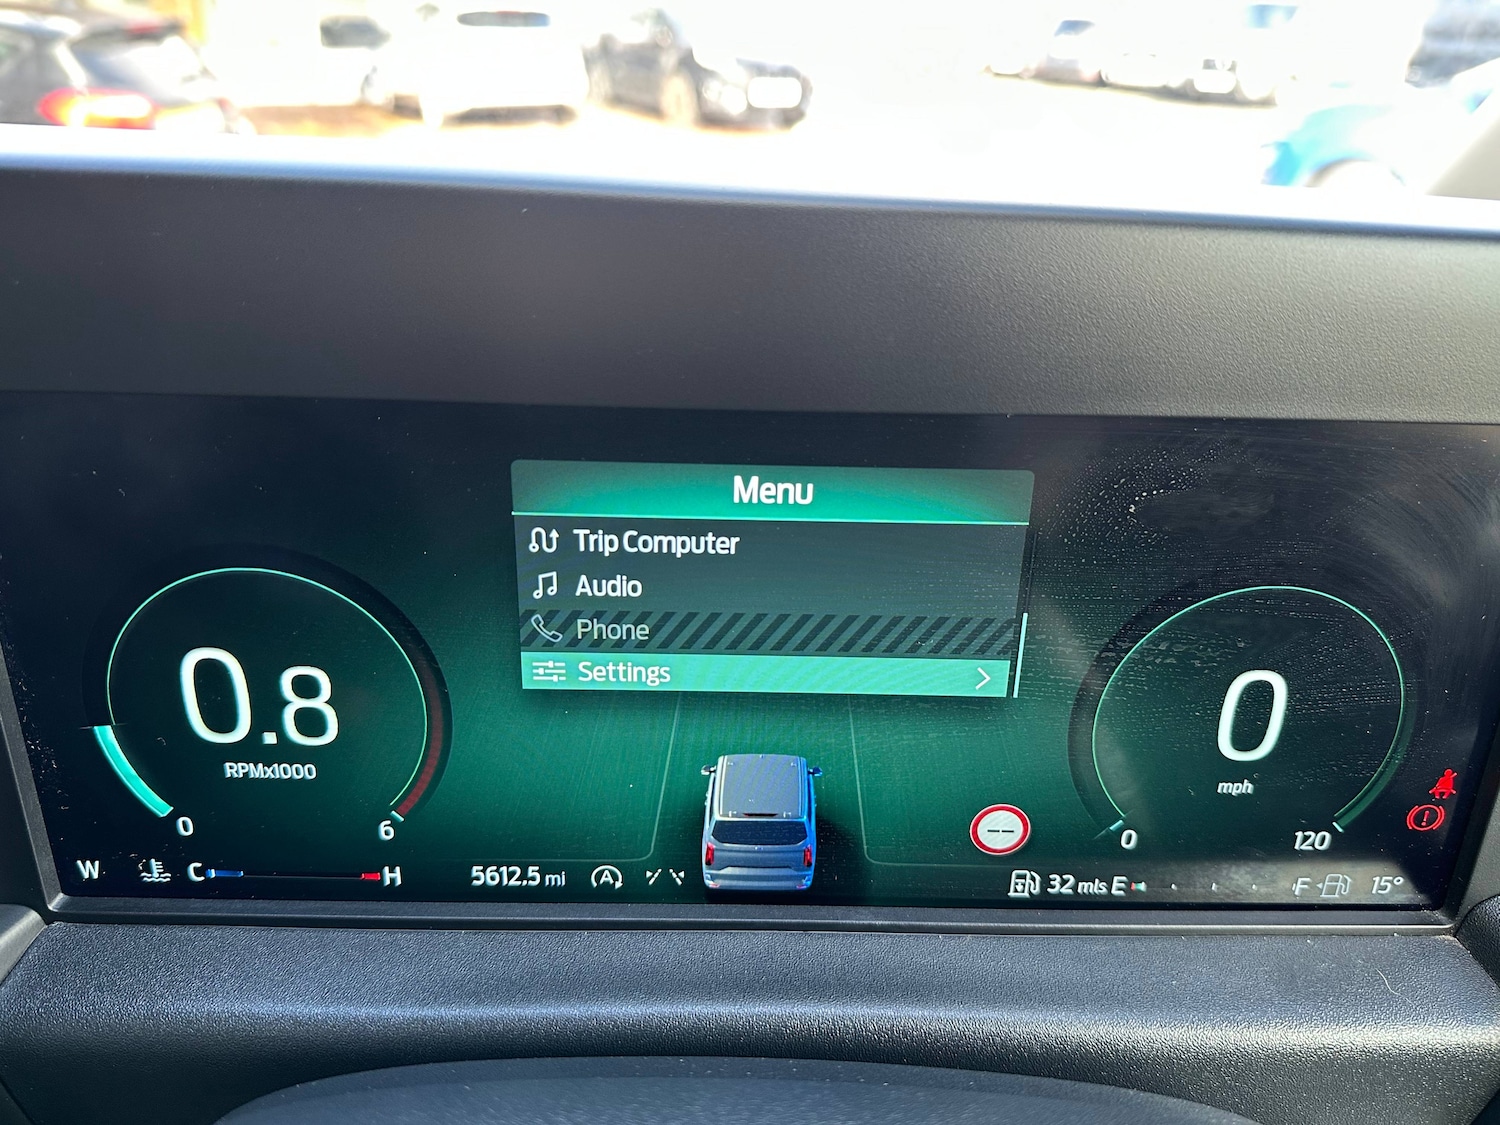 Menu
Trip Computer
Audio
Phone
Settings
0.8
RPMx1000
0
6
0
mph
0
120
--
W
C
H
5612.5 mi
A
32 mls E
F
15°